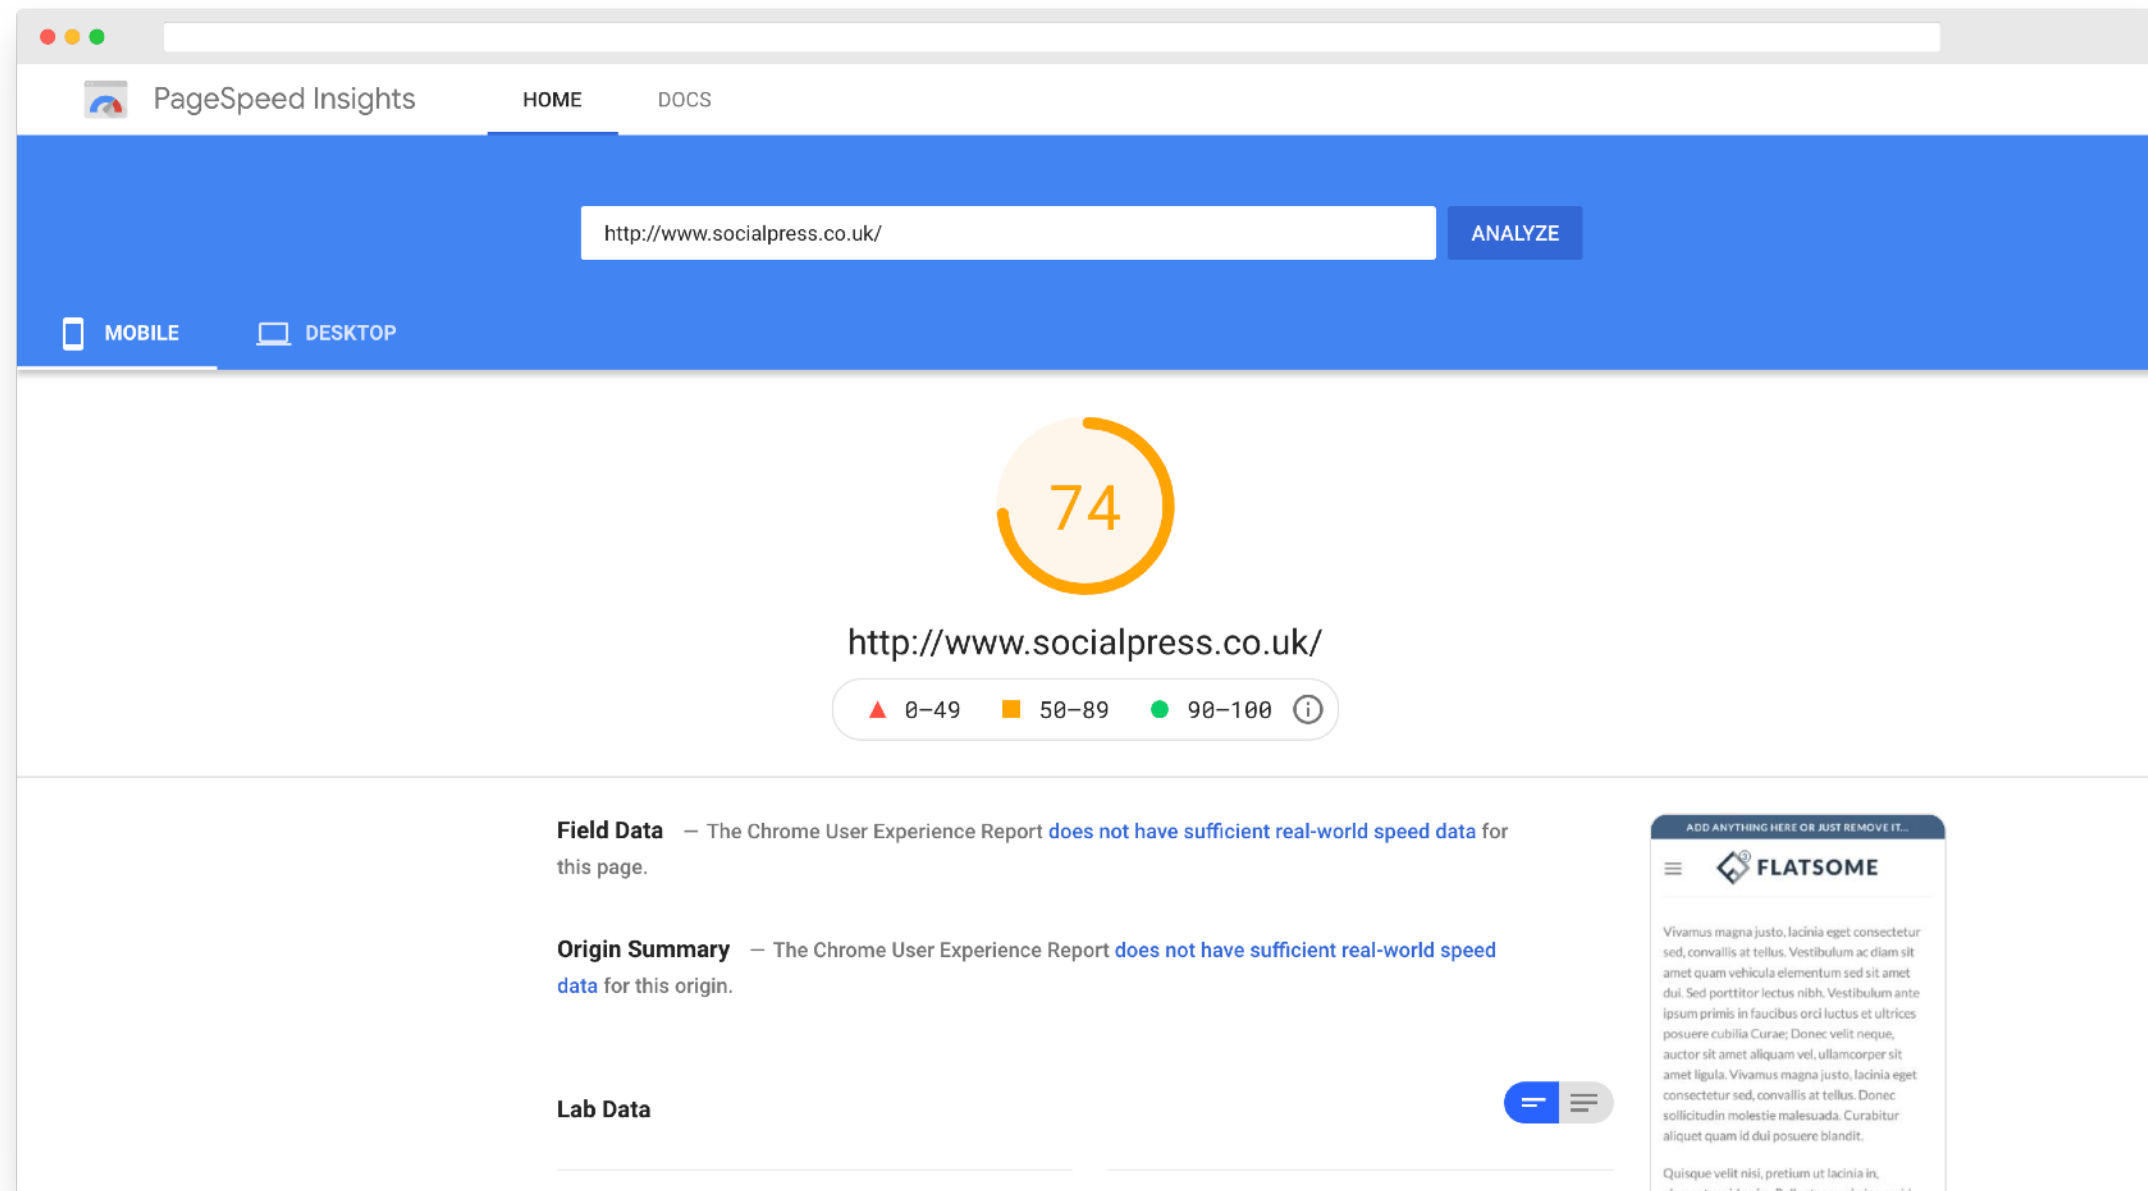 PageSpeed Insights
HOME
DOCS
http://www.socialpress.co.uk/
ANALYZE
MOBILE
DESKTOP
74
http://www.socialpress.co.uk/
0–49
50–89
90–100
Field Data — The Chrome User Experience Report does not have sufficient real-world speed data for
this page.
Origin Summary — The Chrome User Experience Report does not have sufficient real-world speed
data for this origin.
Lab Data
ADD ANYTHING HERE OR JUST REMOVE IT...
3
FLATSOME
Vivamus magna justo, lacinia eget consectetur
sed, convallis at tellus. Vestibulum ac diam sit
amet quam vehicula elementum sed sit amet
dui. Sed porttitor lectus nibh. Vestibulum ante
ipsum primis in faucibus orci luctus et ultrices
posuere cubilia Curae; Donec velit neque,
auctor sit amet aliquam vel, ullamcorper sit
amet ligula. Vivamus magna justo, lacinia eget
consectetur sed, convallis at tellus. Donec
sollicitudin molestie malesuada. Curabitur
aliquet quam id dui posuere blandit.
Quisque velit nisi, pretium ut lacinia in,